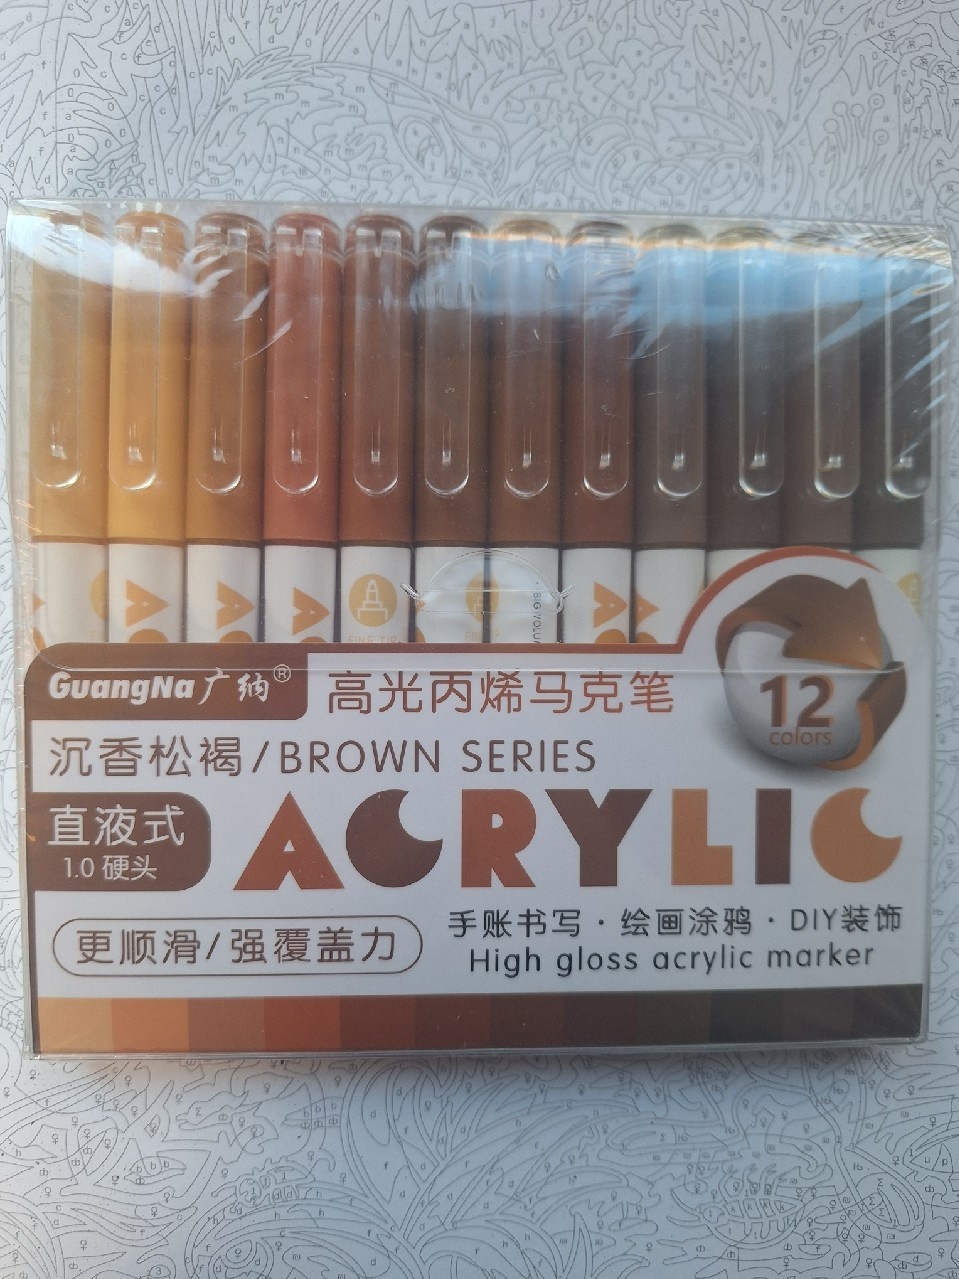 FINE TIP
GuangNa广纳®
高光丙烯马克笔
12
colors
沉香松褐/BROWN SERIES
直液式
1.0 硬头
ACRYLIC
更顺滑/强覆盖力
手账书写·绘画涂鸦·DIY装饰
High gloss acrylic marker